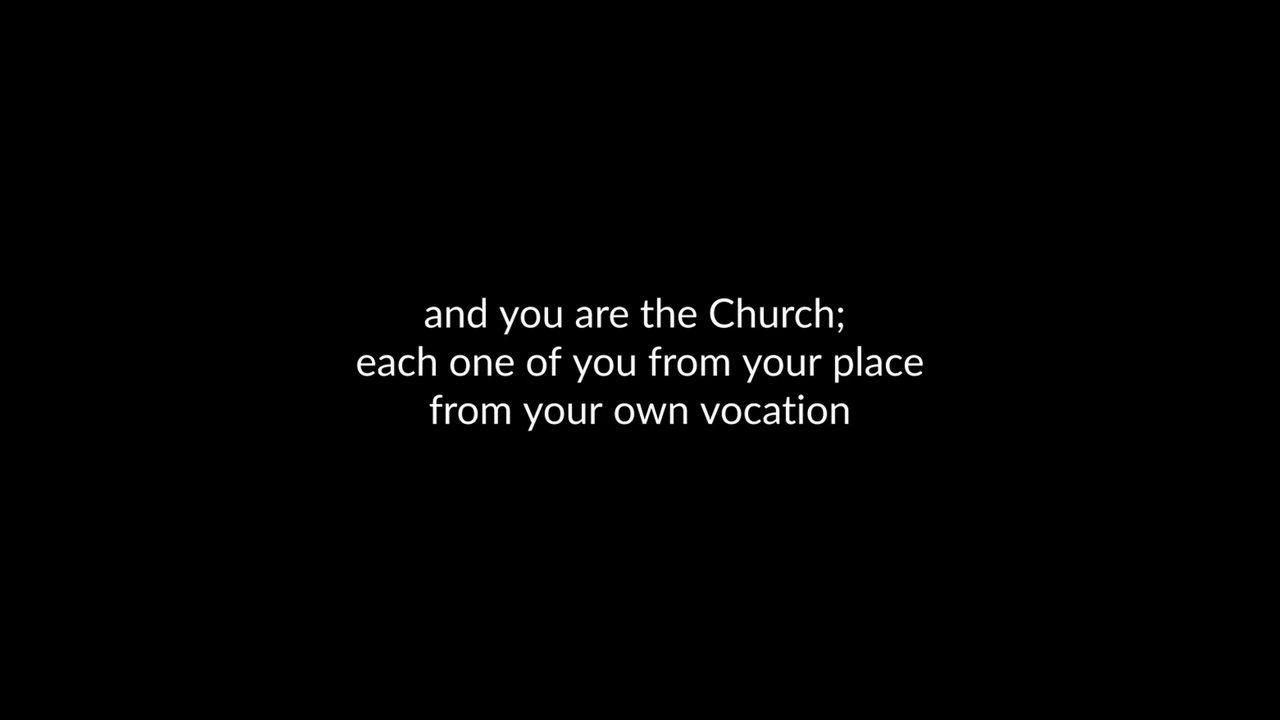 and you are the Church;
each one of you from your place
from your own vocation